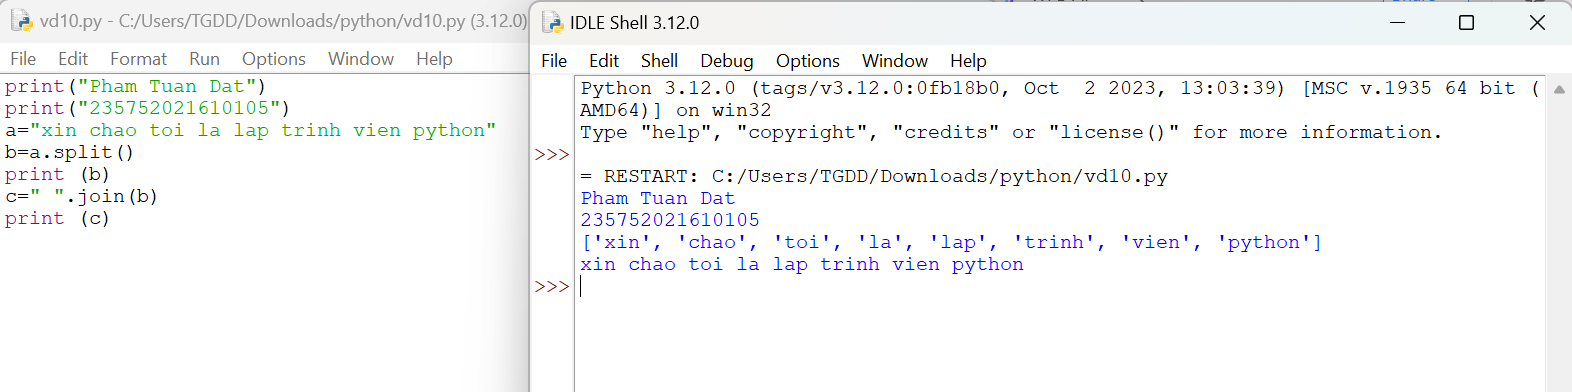 vd10.py - C:/Users/TGDD/Downloads/python/vd10.py (3.12.0)
File Edit Format Run Options Window Help
print("Pham Tuan Dat")
print("235752021610105")
a="xin chao toi la lap trinh vien python"
b=a.split()
print (b)
c=" ".join(b)
print (c)
IDLE Shell 3.12.0
File Edit Shell Debug Options Window Help
Python 3.12.0 (tags/v3.12.0:0fb18b0, Oct  2 2023, 13:03:39) [MSC v.1935 64 bit (
AMD64)] on win32
Type "help", "copyright", "credits" or "license()" for more information.
>>>
= RESTART: C:/Users/TGDD/Downloads/python/vd10.py
Pham Tuan Dat
235752021610105
['xin', 'chao', 'toi', 'la', 'lap', 'trinh', 'vien', 'python']
xin chao toi la lap trinh vien python
>>>